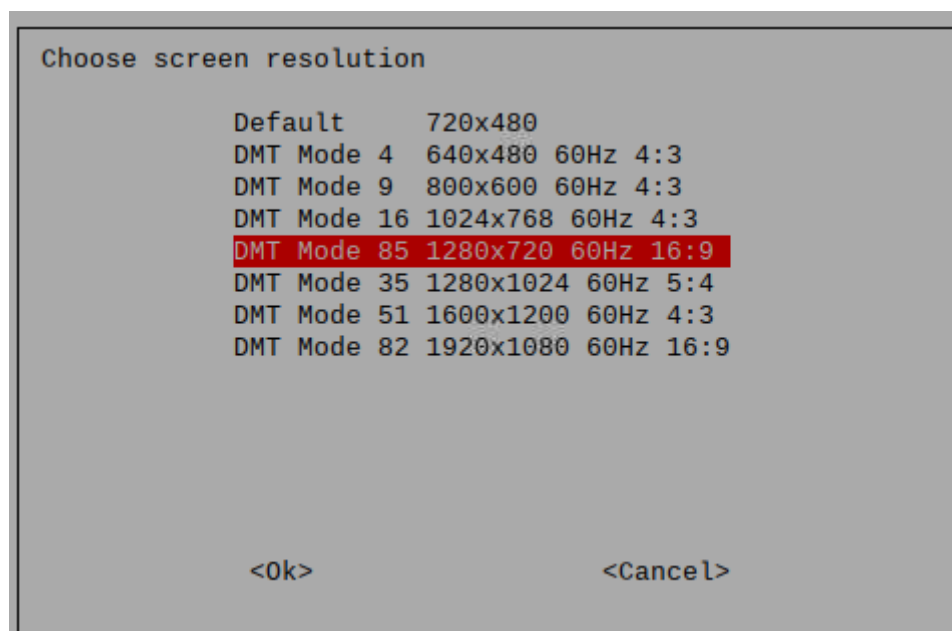 Choose screen resolution
Default 720x480
DMT Mode 4 640x480 60Hz 4:3
DMT Mode 9 800x600 60Hz 4:3
DMT Mode 16 1024x768 60Hz 4:3
DMT Mode 85 1280x720 60Hz 16:9
DMT Mode 35 1280x1024 60Hz 5:4
DMT Mode 51 1600x1200 60Hz 4:3
DMT Mode 82 1920x1080 60Hz 16:9
<Ok> <Cancel>